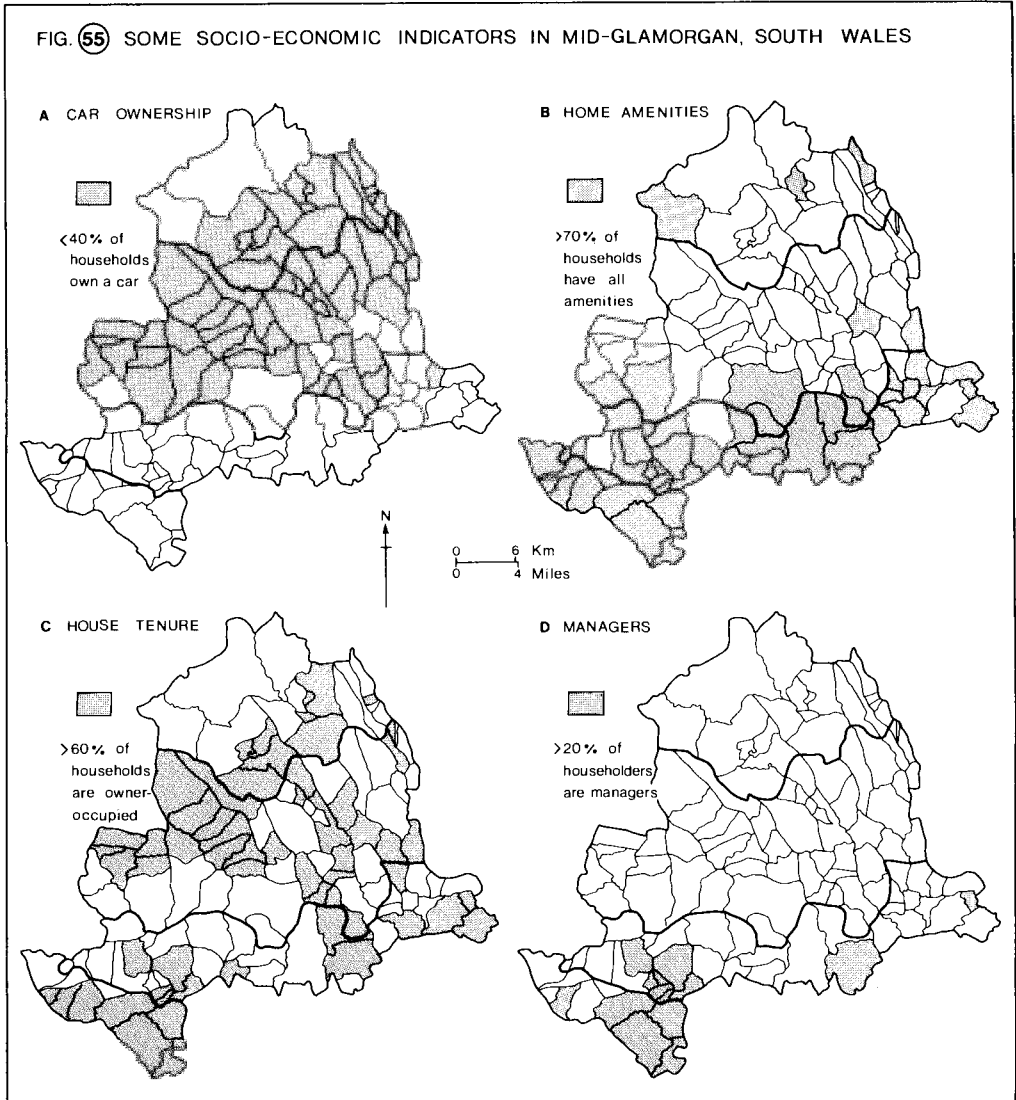 FIG. 55 SOME SOCIO-ECONOMIC INDICATORS IN MID-GLAMORGAN, SOUTH WALES
A CAR OWNERSHIP
<40% of
households
own a car
B HOME AMENITIES
>70% of
households
have all
amenities
N
0 6 Km
0 4 Miles
C HOUSE TENURE
>60% of
households
are owner-
occupied
D MANAGERS
>20% of
householders
are managers